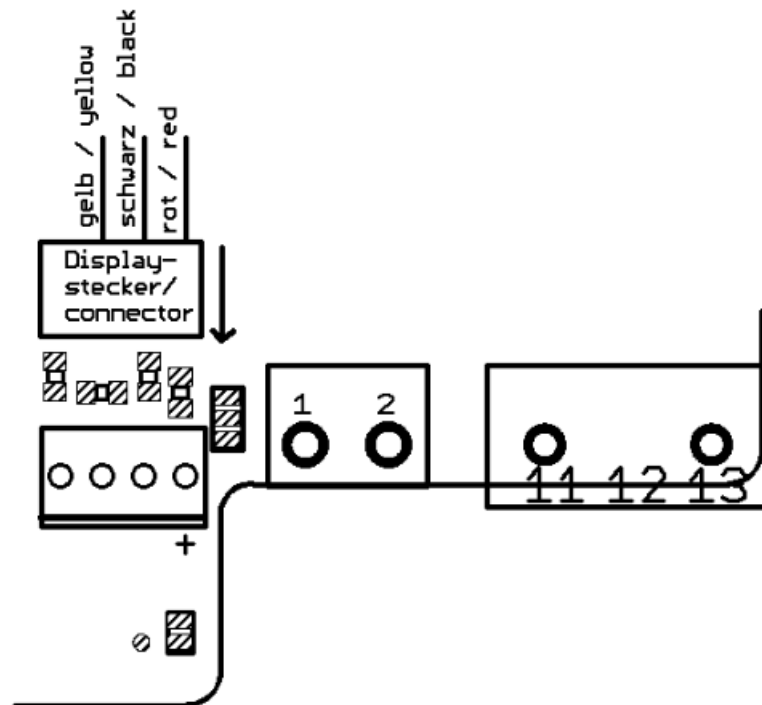 gelb / yellow
schwarz / black
rot / red
Display-
stecker/
connector
1 2
11 12 13
+